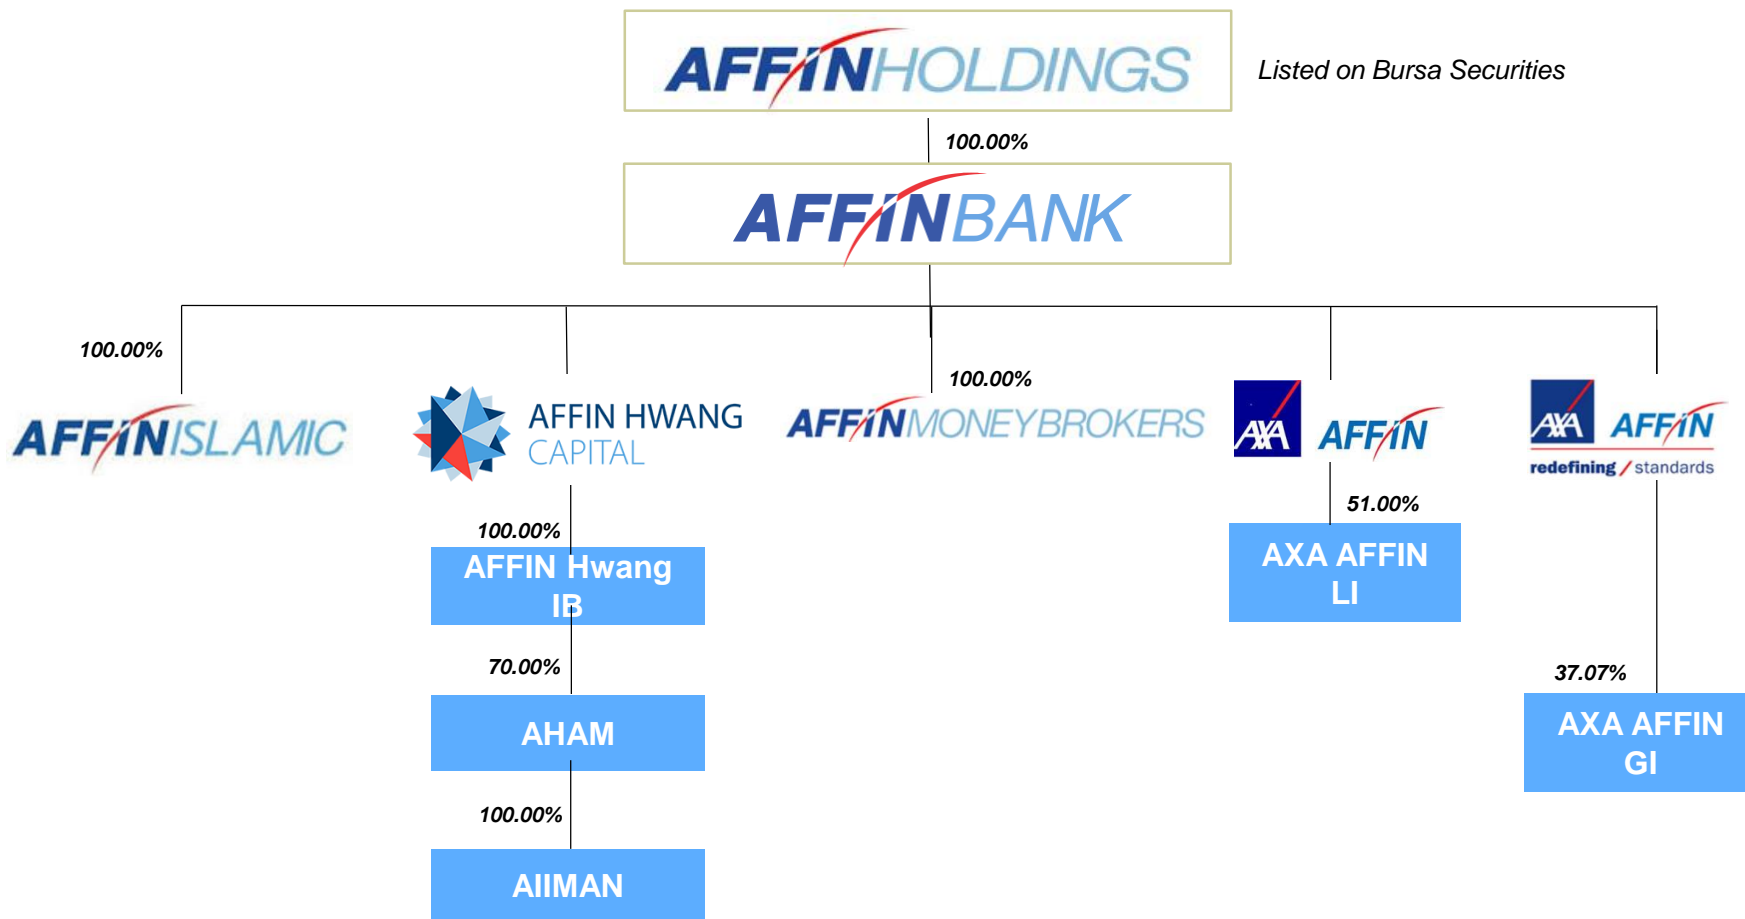 AFFINHOLDINGS
Listed on Bursa Securities
100.00%
AFFINBANK
100.00%
AFFINISLAMIC
AFFIN HWANG
CAPITAL
100.00%
AFFINMONEYBROKERS
AXA AFFIN
AXA AFFIN
redefining / standards
100.00%
AFFIN Hwang
IB
51.00%
AXA AFFIN
LI
70.00%
AHAM
37.07%
AXA AFFIN
GI
100.00%
AIIMAN